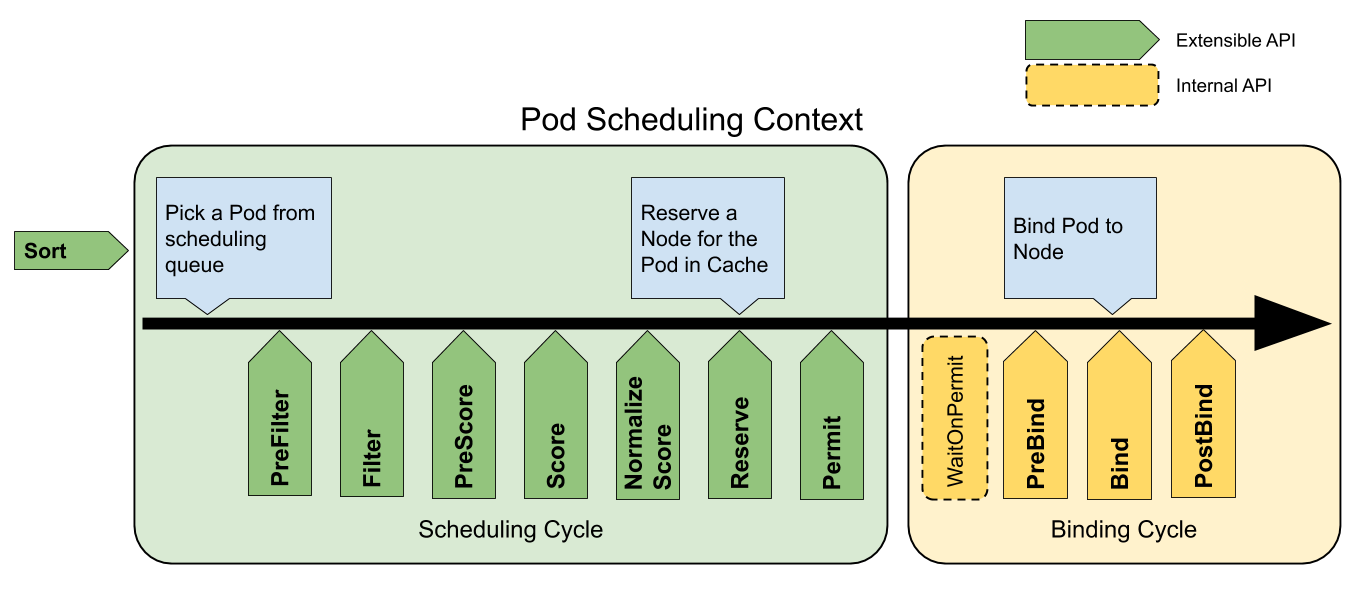 Extensible API
Internal API
Pod Scheduling Context
Sort
Pick a Pod from
scheduling
queue
Reserve a
Node for the
Pod in Cache
Bind Pod to
Node
PreFilter
Filter
PreScore
Score
Normalize
Score
Reserve
Permit
WaitOnPermit
PreBind
Bind
PostBind
Scheduling Cycle
Binding Cycle